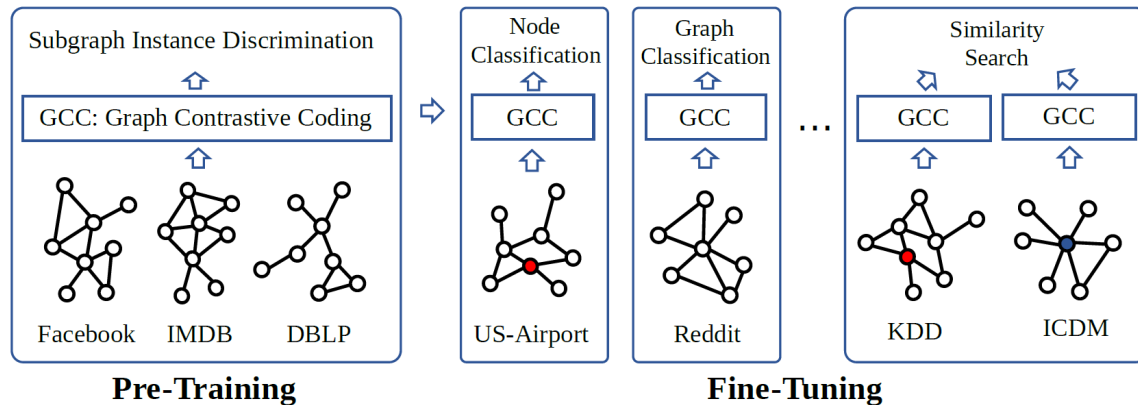 Subgraph Instance Discrimination
GCC: Graph Contrastive Coding
Facebook
IMDB
DBLP
Pre-Training
Node
Classification
GCC
US-Airport
Graph
Classification
GCC
Reddit
...
Similarity
Search
GCC
GCC
KDD
ICDM
Fine-Tuning